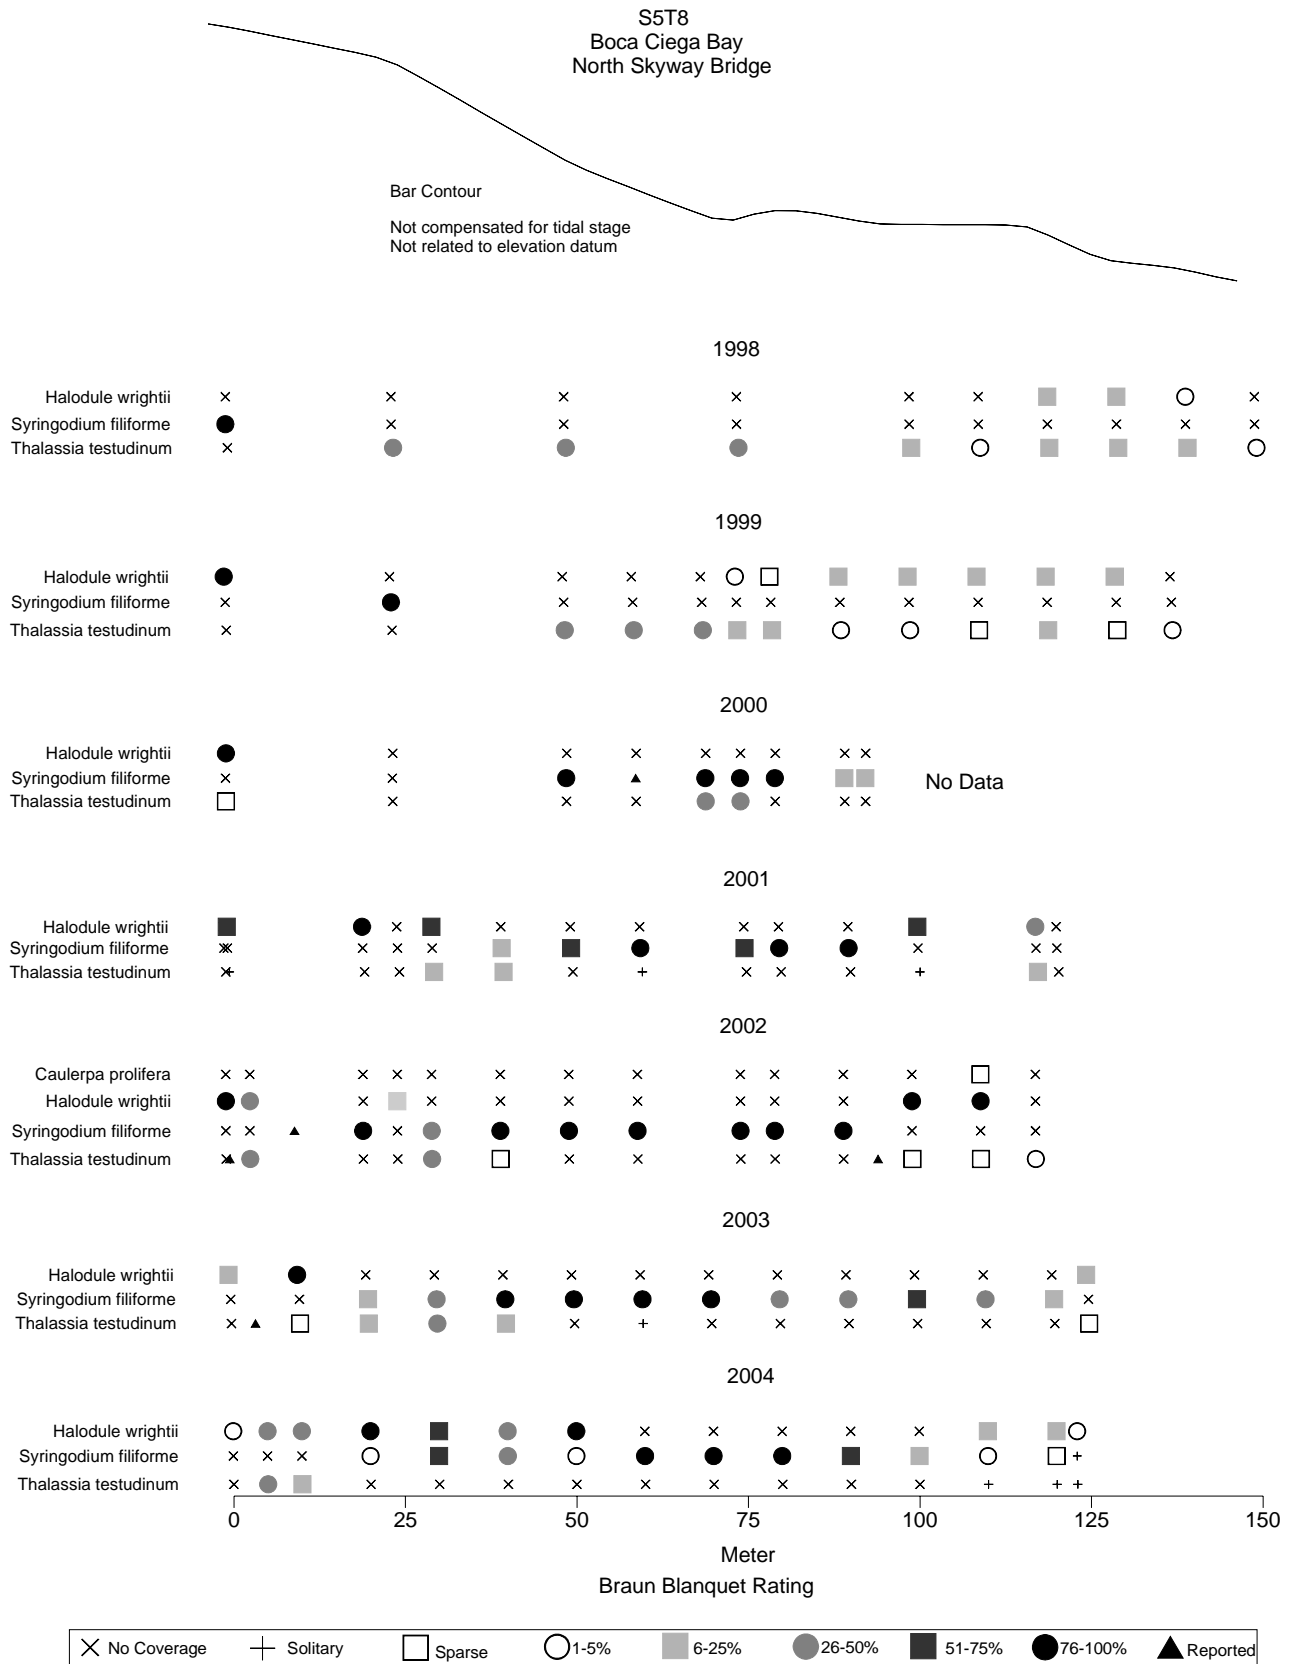 S5T8
Boca Ciega Bay
North Skyway Bridge
Bar Contour
Not compensated for tidal stage
Not related to elevation datum
1998
Halodule wrightii
Syringodium filiforme
Thalassia testudinum
1999
Halodule wrightii
Syringodium filiforme
Thalassia testudinum
2000
Halodule wrightii
Syringodium filiforme
Thalassia testudinum
No Data
2001
Halodule wrightii
Syringodium filiforme
Thalassia testudinum
2002
Caulerpa prolifera
Halodule wrightii
Syringodium filiforme
Thalassia testudinum
2003
Halodule wrightii
Syringodium filiforme
Thalassia testudinum
2004
Halodule wrightii
Syringodium filiforme
Thalassia testudinum
0 25 50 75 100 125 150
Meter
Braun Blanquet Rating
No Coverage Solitary Sparse 1-5% 6-25% 26-50% 51-75% 76-100% Reported